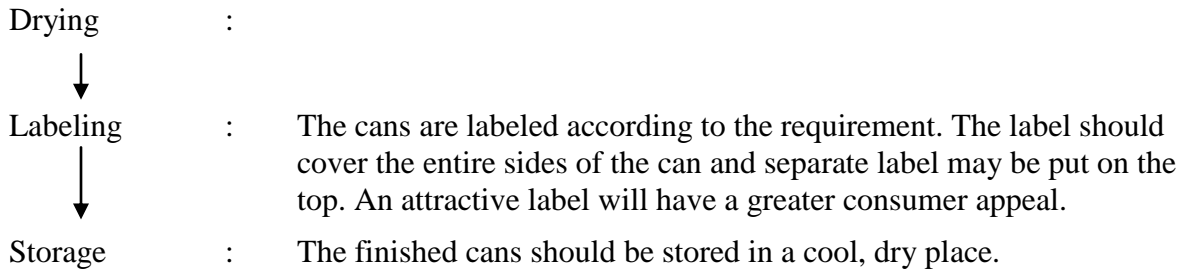 Drying :
Labeling : The cans are labeled according to the requirement. The label should
cover the entire sides of the can and separate label may be put on the
top. An attractive label will have a greater consumer appeal.
Storage : The finished cans should be stored in a cool, dry place.